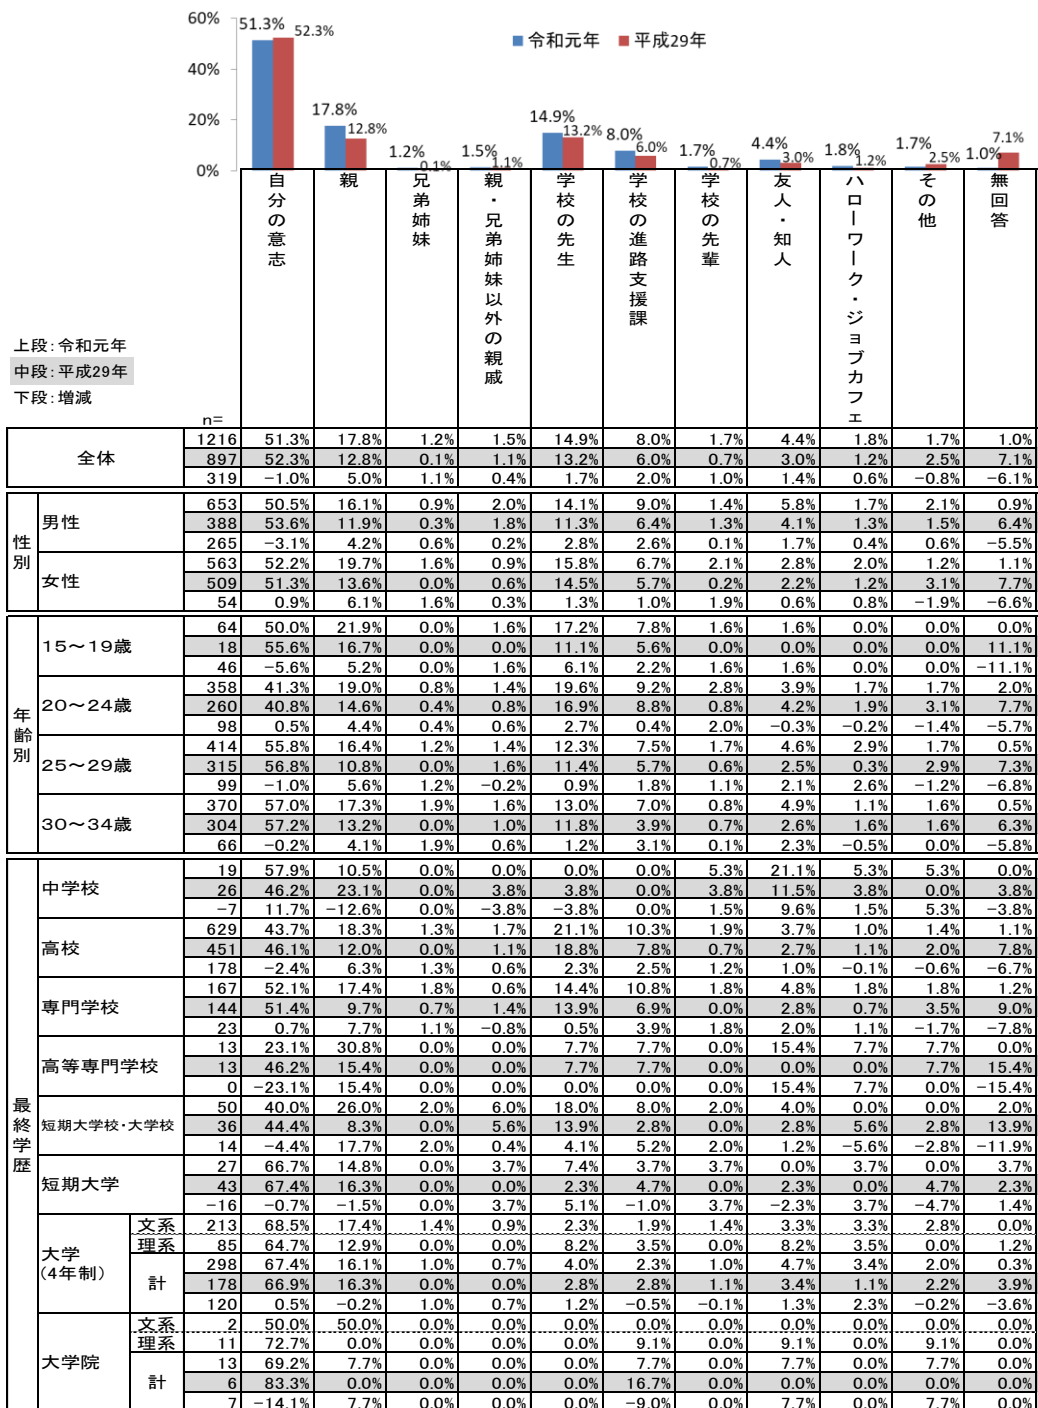 60%
40%
20%
0%
51.3% 52.3% 17.8% 12.8% 1.2% 0.1% 1.5% 1.1% 14.9% 13.2% 8.0% 6.0% 1.7% 0.7% 4.4% 3.0% 1.8% 1.2% 1.7% 2.5% 1.0% 7.1%
令和元年 平成29年
自分の意志
親
兄弟姉妹
親・兄弟姉妹以外の親戚
学校の先生
学校の進路支援課
学校の先輩
友人・知人
ハローワーク・ジョブカフェ
その他
無回答
上段:令和元年
中段:平成29年
下段:増減
n=
全体
1216 51.3% 17.8% 1.2% 1.5% 14.9% 8.0% 1.7% 4.4% 1.8% 1.7% 1.0%
897 52.3% 12.8% 0.1% 1.1% 13.2% 6.0% 0.7% 3.0% 1.2% 2.5% 7.1%
319 −1.0% 5.0% 1.1% 0.4% 1.7% 2.0% 1.0% 1.4% 0.6% −0.8% −6.1%
性別
男性
653 50.5% 16.1% 0.9% 2.0% 14.1% 9.0% 1.4% 5.8% 1.7% 2.1% 0.9%
388 53.6% 11.9% 0.3% 1.8% 11.3% 6.4% 1.3% 4.1% 1.3% 1.5% 6.4%
265 −3.1% 4.2% 0.6% 0.2% 2.8% 2.6% 0.1% 1.7% 0.4% 0.6% −5.5%
女性
563 52.2% 19.7% 1.6% 0.9% 15.8% 6.7% 2.1% 2.8% 2.0% 1.2% 1.1%
509 51.3% 13.6% 0.0% 0.6% 14.5% 5.7% 0.2% 2.2% 1.2% 3.1% 7.7%
54 0.9% 6.1% 1.6% 0.3% 1.3% 1.0% 1.9% 0.6% 0.8% −1.9% −6.6%
年齢別
15～19歳
64 50.0% 21.9% 0.0% 1.6% 17.2% 7.8% 1.6% 1.6% 0.0% 0.0% 0.0%
18 55.6% 16.7% 0.0% 0.0% 11.1% 5.6% 0.0% 0.0% 0.0% 0.0% 11.1%
46 −5.6% 5.2% 0.0% 1.6% 6.1% 2.2% 1.6% 1.6% 0.0% 0.0% −11.1%
20～24歳
358 41.3% 19.0% 0.8% 1.4% 19.6% 9.2% 2.8% 3.9% 1.7% 1.7% 2.0%
260 40.8% 14.6% 0.4% 0.8% 16.9% 8.8% 0.8% 4.2% 1.9% 3.1% 7.7%
98 0.5% 4.4% 0.4% 0.6% 2.7% 0.4% 2.0% −0.3% −0.2% −1.4% −5.7%
25～29歳
414 55.8% 16.4% 1.2% 1.4% 12.3% 7.5% 1.7% 4.6% 2.9% 1.7% 0.5%
315 56.8% 10.8% 0.0% 1.6% 11.4% 5.7% 0.6% 2.5% 0.3% 2.9% 7.3%
99 −1.0% 5.6% 1.2% −0.2% 0.9% 1.8% 1.1% 2.1% 2.6% −1.2% −6.8%
30～34歳
370 57.0% 17.3% 1.9% 1.6% 13.0% 7.0% 0.8% 4.9% 1.1% 1.6% 0.5%
304 57.2% 13.2% 0.0% 1.0% 11.8% 3.9% 0.7% 2.6% 1.6% 1.6% 6.3%
66 −0.2% 4.1% 1.9% 0.6% 1.2% 3.1% 0.1% 2.3% −0.5% 0.0% −5.8%
最終学歴
中学校
19 57.9% 10.5% 0.0% 0.0% 0.0% 0.0% 5.3% 21.1% 5.3% 5.3% 0.0%
26 46.2% 23.1% 0.0% 3.8% 3.8% 0.0% 3.8% 11.5% 3.8% 0.0% 3.8%
−7 11.7% −12.6% 0.0% −3.8% −3.8% 0.0% 1.5% 9.6% 1.5% 5.3% −3.8%
高校
629 43.7% 18.3% 1.3% 1.7% 21.1% 10.3% 1.9% 3.7% 1.0% 1.4% 1.1%
451 46.1% 12.0% 0.0% 1.1% 18.8% 7.8% 0.7% 2.7% 1.1% 2.0% 7.8%
178 −2.4% 6.3% 1.3% 0.6% 2.3% 2.5% 1.2% 1.0% −0.1% −0.6% −6.7%
専門学校
167 52.1% 17.4% 1.8% 0.6% 14.4% 10.8% 1.8% 4.8% 1.8% 1.8% 1.2%
144 51.4% 9.7% 0.7% 1.4% 13.9% 6.9% 0.0% 2.8% 0.7% 3.5% 9.0%
23 0.7% 7.7% 1.1% −0.8% 0.5% 3.9% 1.8% 2.0% 1.1% −1.7% −7.8%
高等専門学校
13 23.1% 30.8% 0.0% 0.0% 7.7% 7.7% 0.0% 15.4% 7.7% 7.7% 0.0%
13 46.2% 15.4% 0.0% 0.0% 7.7% 7.7% 0.0% 0.0% 0.0% 7.7% 15.4%
0 −23.1% 15.4% 0.0% 0.0% 0.0% 0.0% 0.0% 15.4% 7.7% 0.0% −15.4%
短期大学校・大学校
50 40.0% 26.0% 2.0% 6.0% 18.0% 8.0% 2.0% 4.0% 0.0% 0.0% 2.0%
36 44.4% 8.3% 0.0% 5.6% 13.9% 2.8% 0.0% 2.8% 5.6% 2.8% 13.9%
14 −4.4% 17.7% 2.0% 0.4% 4.1% 5.2% 2.0% 1.2% −5.6% −2.8% −11.9%
短期大学
27 66.7% 14.8% 0.0% 3.7% 7.4% 3.7% 3.7% 0.0% 3.7% 0.0% 3.7%
43 67.4% 16.3% 0.0% 0.0% 2.3% 4.7% 0.0% 2.3% 0.0% 4.7% 2.3%
−16 −0.7% −1.5% 0.0% 3.7% 5.1% −1.0% 3.7% −2.3% 3.7% −4.7% 1.4%
大学
(4年制)
文系 213 68.5% 17.4% 1.4% 0.9% 2.3% 1.9% 1.4% 3.3% 3.3% 2.8% 0.0%
理系 85 64.7% 12.9% 0.0% 0.0% 8.2% 3.5% 0.0% 8.2% 3.5% 0.0% 1.2%
計
298 67.4% 16.1% 1.0% 0.7% 4.0% 2.3% 1.0% 4.7% 3.4% 2.0% 0.3%
178 66.9% 16.3% 0.0% 0.0% 2.8% 2.8% 1.1% 3.4% 1.1% 2.2% 3.9%
120 0.5% −0.2% 1.0% 0.7% 1.2% −0.5% −0.1% 1.3% 2.3% −0.2% −3.6%
大学院
文系 2 50.0% 50.0% 0.0% 0.0% 0.0% 0.0% 0.0% 0.0% 0.0% 0.0% 0.0%
理系 11 72.7% 0.0% 0.0% 0.0% 0.0% 9.1% 0.0% 9.1% 0.0% 9.1% 0.0%
計
13 69.2% 7.7% 0.0% 0.0% 0.0% 7.7% 0.0% 7.7% 0.0% 7.7% 0.0%
6 83.3% 0.0% 0.0% 0.0% 0.0% 16.7% 0.0% 0.0% 0.0% 0.0% 0.0%
7 −14.1% 7.7% 0.0% 0.0% 0.0% −9.0% 0.0% 7.7% 0.0% 7.7% 0.0%